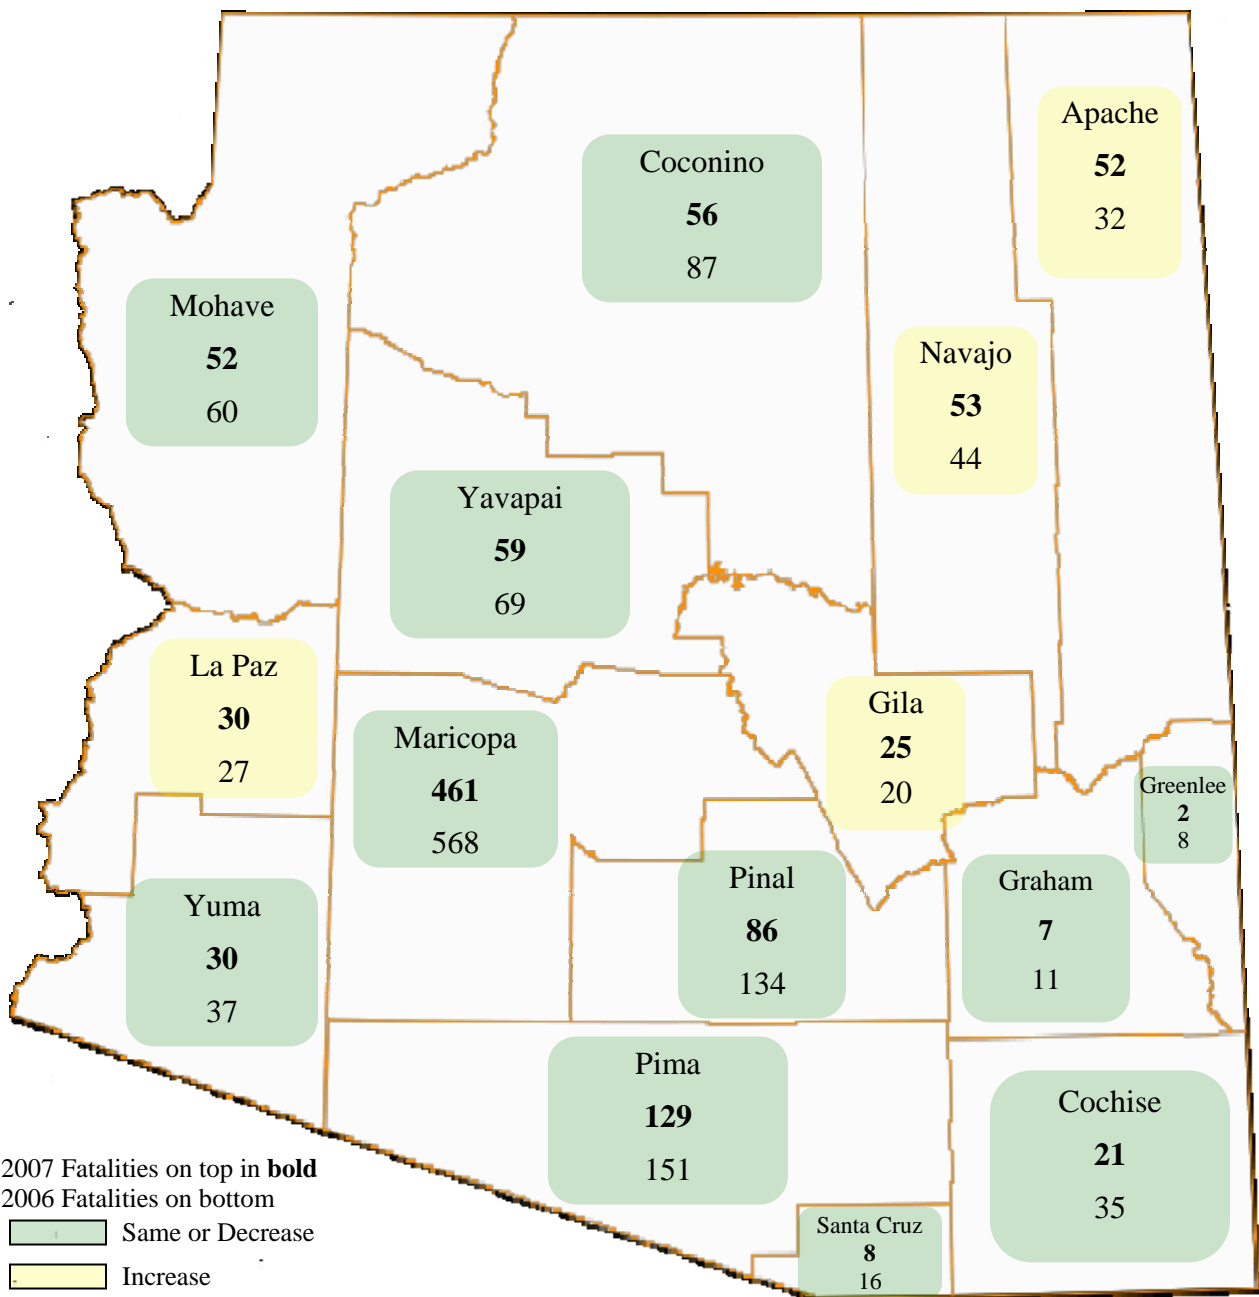 Apache
52
32
Coconino
56
87
Mohave
52
60
Navajo
53
44
Yavapai
59
69
La Paz
30
27
Gila
25
20
Maricopa
461
568
Greenlee
2
8
Pinal
86
134
Graham
7
11
Yuma
30
37
Pima
129
151
Cochise
21
35
Santa Cruz
8
16
2007 Fatalities on top in bold
2006 Fatalities on bottom
Same or Decrease
Increase